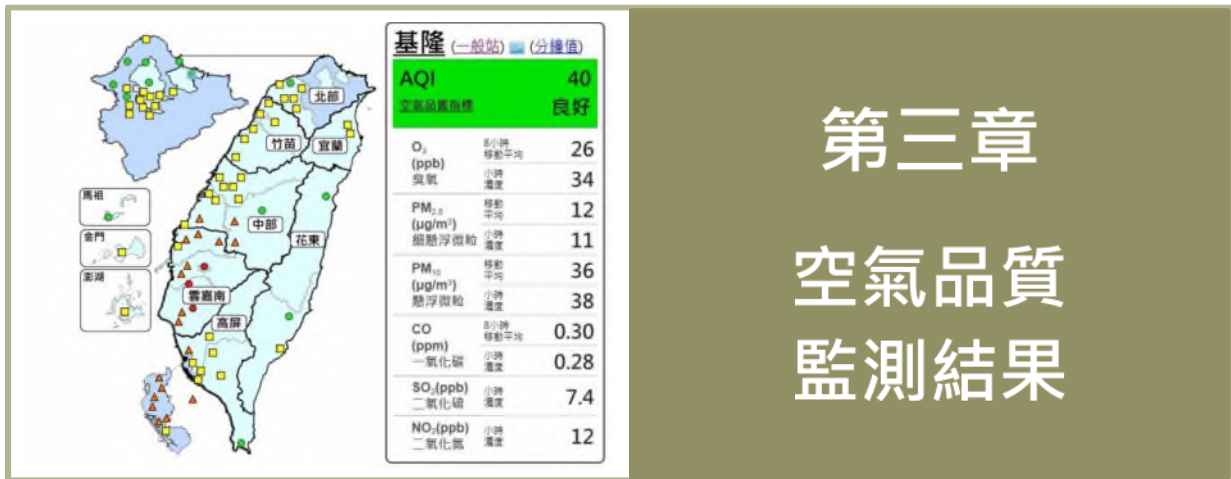 北部
竹苗
宜蘭
馬祖
中部
花東
金門
澎湖
雲嘉南
高屏
基隆 (一般站) (分鐘值)
AQI 40
空氣品質指標 良好
O₃
(ppb)
臭氧
8小時
移動平均 26
小時
濃度 34
PM₂.₅
(μg/m³)
細懸浮微粒
移動
平均 12
小時
濃度 11
PM₁₀
(μg/m³)
懸浮微粒
移動
平均 36
小時
濃度 38
CO
(ppm)
一氧化碳
8小時
移動平均 0.30
小時
濃度 0.28
SO₂(ppb)
二氧化硫
小時
濃度 7.4
NO₂(ppb)
二氧化氮
小時
濃度 12
第三章
空氣品質
監測結果